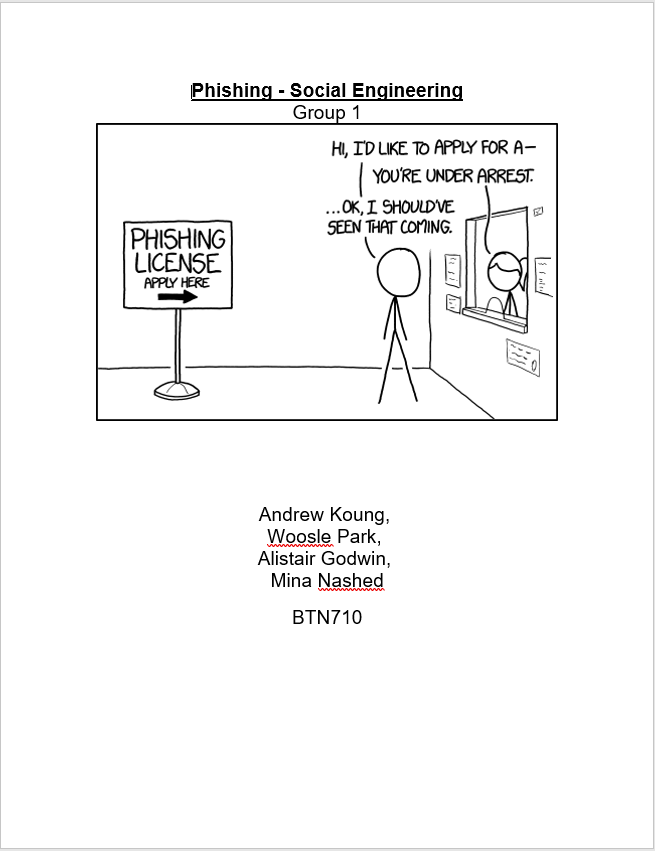 Phishing - Social Engineering
Group 1
HI, I'D LIKE TO APPLY FOR A—
YOU'RE UNDER ARREST.
...OK, I SHOULD'VE
SEEN THAT COMING.
PHISHING
LICENSE
APPLY HERE
Andrew Koung,
Woosle Park,
Alistair Godwin,
Mina Nashed
BTN710